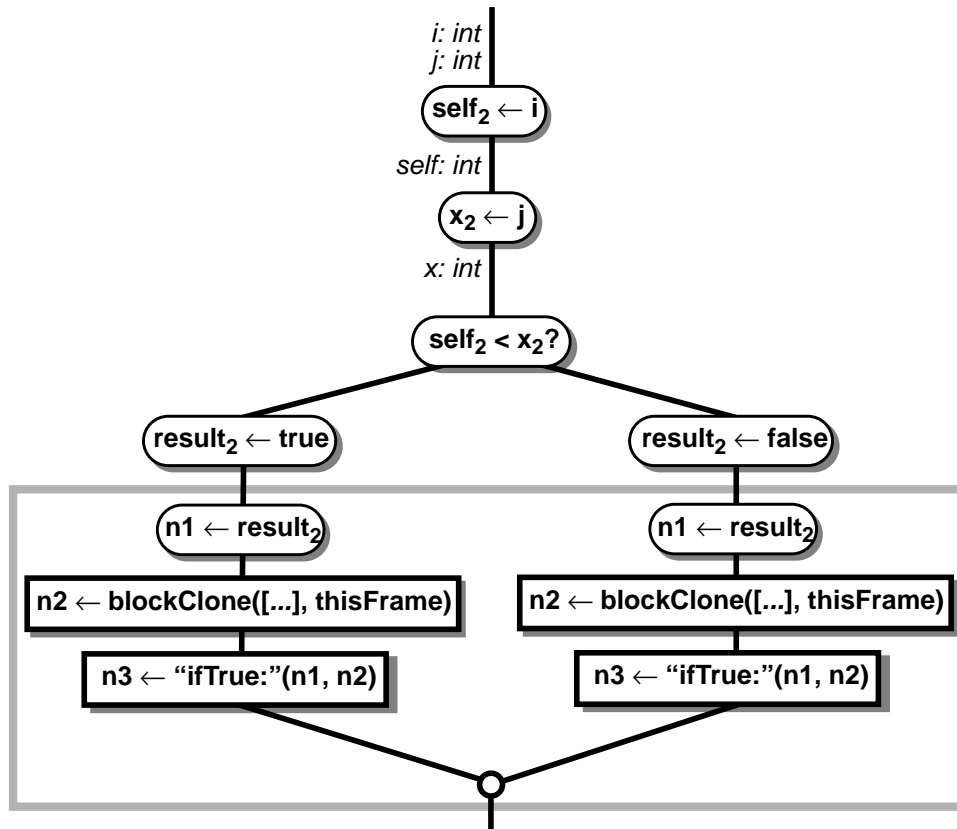 i: int
j: int
self₂ ← i
self: int
x₂ ← j
x: int
self₂ < x₂?
result₂ ← true
result₂ ← false
n1 ← result₂
n1 ← result₂
n2 ← blockClone([...], thisFrame)
n2 ← blockClone([...], thisFrame)
n3 ← “ifTrue:”(n1, n2)
n3 ← “ifTrue:”(n1, n2)